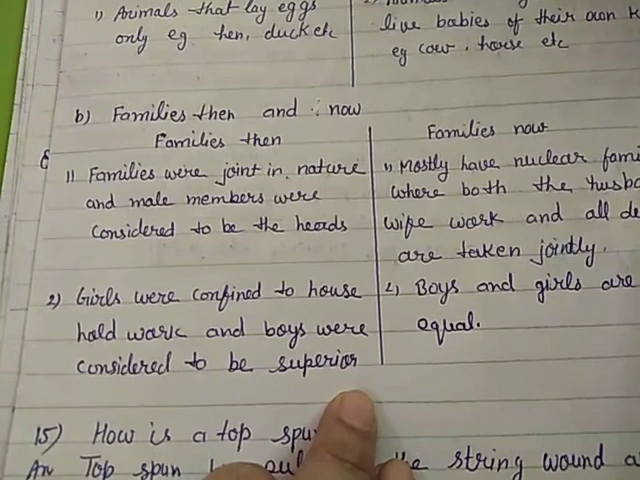 1) Animals that lay eggs
only eg hen, duck etc
live babies of their own
eg cow, horse etc
b) Families then and now
Families then
1) Families were joint in nature
and male members were
considered to be the heads
2) Girls were confined to house
hold work and boys were
considered to be superior
Families now
1) Mostly have nuclear fami
where both the husba
wife work and all de
are taken jointly.
2) Boys and girls are
equal.
15) How is a top spu
An Top spun the string wound a